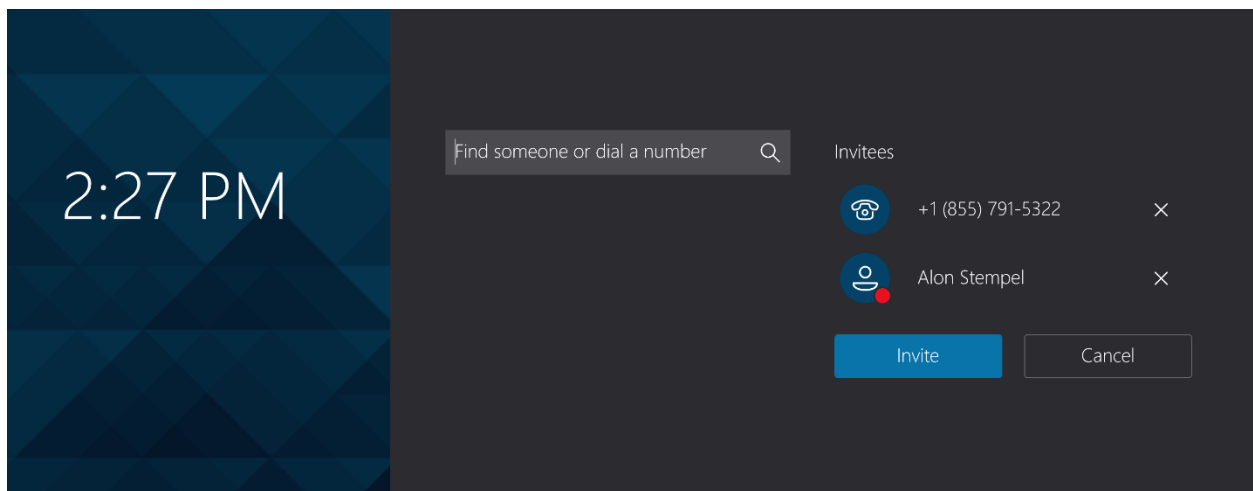 2:27 PM
Find someone or dial a number
Invitees
+1 (855) 791-5322
Alon Stempel
Invite
Cancel